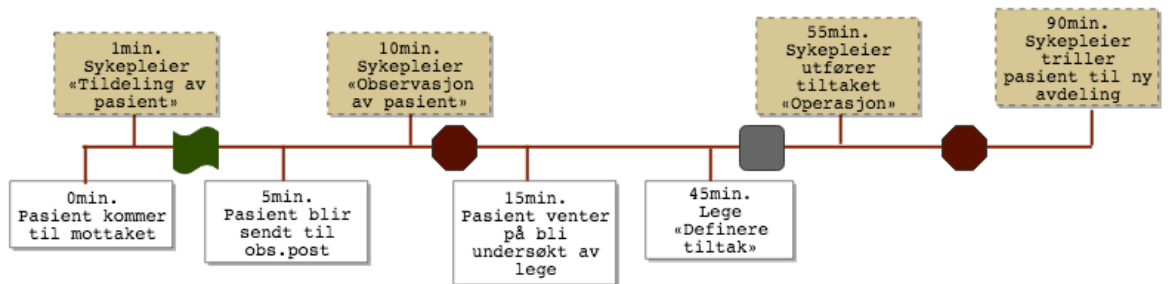 1min.
Sykepleier
«Tildeling av
pasient»
10min.
Sykepleier
«Observasjon
av pasient»
55min.
Sykepleier
utfører
tiltaket
«Operasjon»
90min.
Sykepleier
triller
pasient til ny
avdeling
0min.
Pasient kommer
til mottaket
5min.
Pasient blir
sendt til
obs.post
15min.
Pasient venter
på bli
undersøkt av
lege
45min.
Lege
«Definere
tiltak»